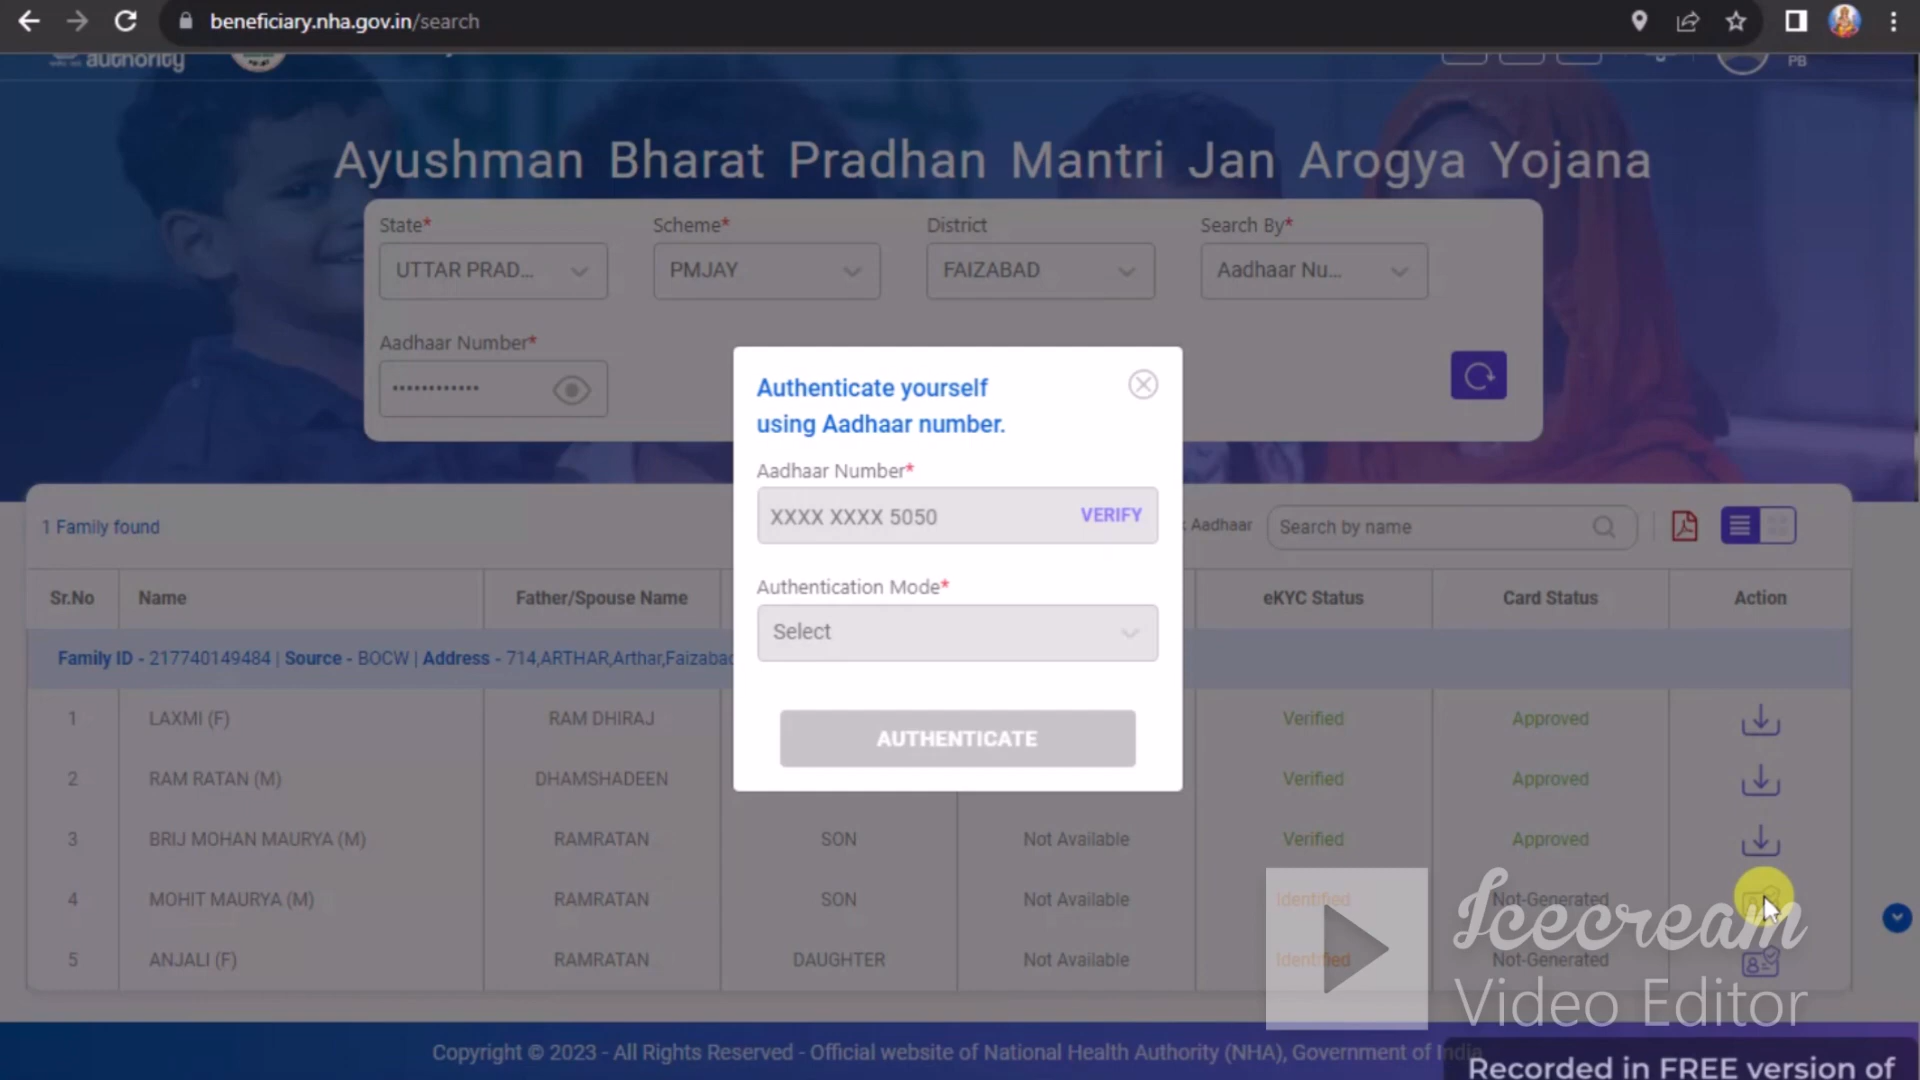 beneficiary.nha.gov.in/search
authority
PB
Ayushman Bharat Pradhan Mantri Jan Arogya Yojana
State* Scheme* District Search By*
UTTAR PRAD... PMJAY FAIZABAD Aadhaar Nu...
Aadhaar Number*
••••••••••••
Authenticate yourself
using Aadhaar number.
Aadhaar Number*
XXXX XXXX 5050 VERIFY
Authentication Mode*
Select
AUTHENTICATE
1 Family found Aadhaar Search by name
Sr.No Name Father/Spouse Name eKYC Status Card Status Action
Family ID - 217740149484 | Source - BOCW | Address - 714,ARTHAR,Arthar,Faizabad
1 LAXMI (F) RAM DHIRAJ Verified Approved
2 RAM RATAN (M) DHAMSHADEEN Verified Approved
3 BRIJ MOHAN MAURYA (M) RAMRATAN SON Not Available Verified Approved
4 MOHIT MAURYA (M) RAMRATAN SON Not Available Identified Not-Generated
5 ANJALI (F) RAMRATAN DAUGHTER Not Available Identified Not-Generated
Icecream
Video Editor
Copyright © 2023 - All Rights Reserved - Official website of National Health Authority (NHA), Government of India
Recorded in FREE version of